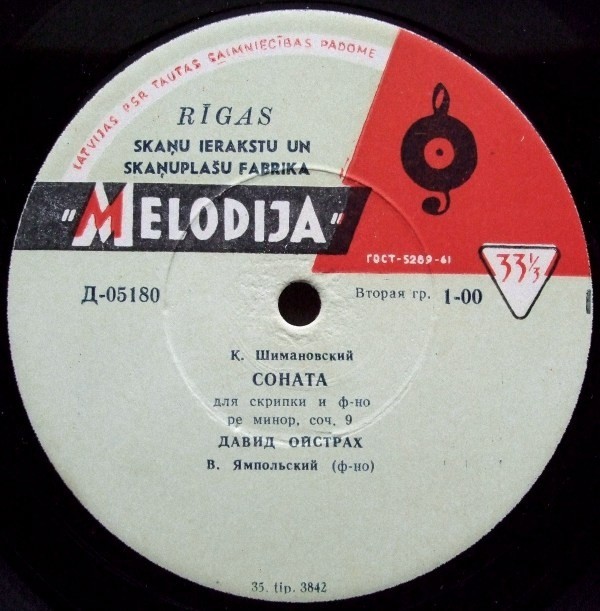 LATVIJAS PSR TAUTAS SAIMNIECĪBAS PADOME
RĪGAS
SKAŅU IERAKSTU UN
SKAŅUPLAŠU FABRIKA
"MELODIJA"
ГОСТ-5289-61
33⅓
Д-05180
Вторая гр. 1-00
К. Шимановский
СОНАТА
для скрипки и ф-но
ре минор, соч. 9
ДАВИД ОЙСТРАХ
В. Ямпольский (ф-но)
35. tip. 3842